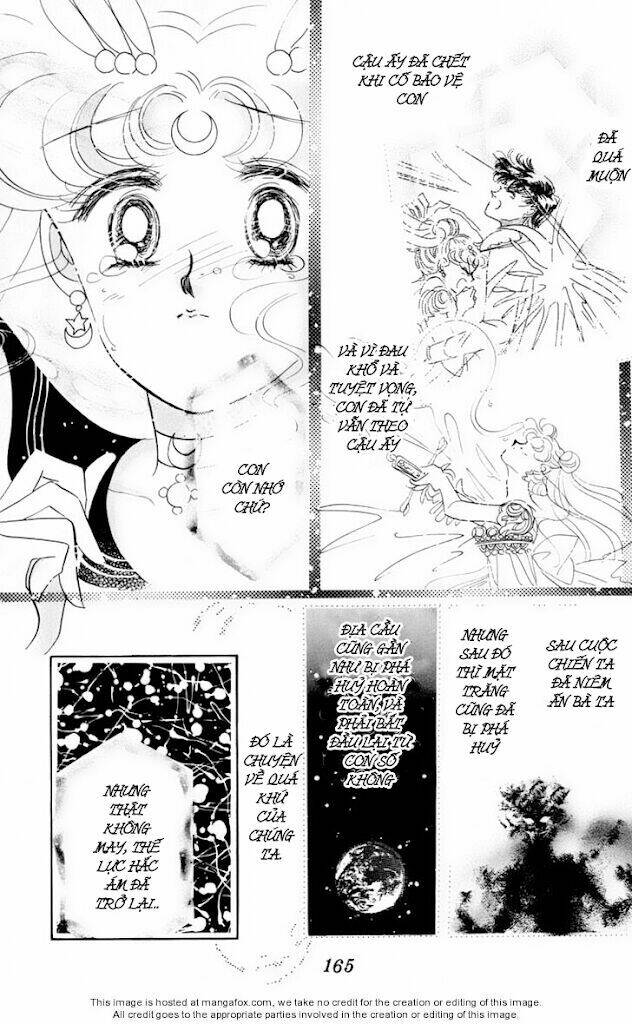 CẬU ẤY ĐÃ CHẾT
KHI CỐ BẢO VỆ
CON
ĐÃ
QUÁ
MUỘN
VÀ VÌ ĐAU
KHỔ VÀ
TUYỆT VỌNG,
CON ĐÃ TỰ
VẪN THEO
CẬU ẤY
CON
CÒN NHỚ
CHỨ?
SAU CUỘC
CHIẾN TA
ĐÃ NIÊM
ẤN BÀ TA
NHƯNG
SAU ĐÓ
THÌ MẶT
TRĂNG
CŨNG ĐÃ
BỊ PHÁ
HUỶ
ĐỊA CẦU
CŨNG GẦN
NHƯ BỊ PHÁ
HUỶ HOÀN
TOÀN, VÀ
PHẢI BẮT
ĐẦU LẠI TỪ
CON SỐ
KHÔNG
ĐÓ LÀ
CHUYỆN
VỀ QUÁ
KHỨ
CỦA
CHÚNG
TA.
NHƯNG
THẬT
KHÔNG
MAY, THẾ
LỰC HẮC
ÁM ĐÃ
TRỞ LẠI..
165
This image is hosted at mangafox.com, we take no credit for the creation or editing of this image.
All credit goes to the appropriate parties involved in the creation or editing of this image.